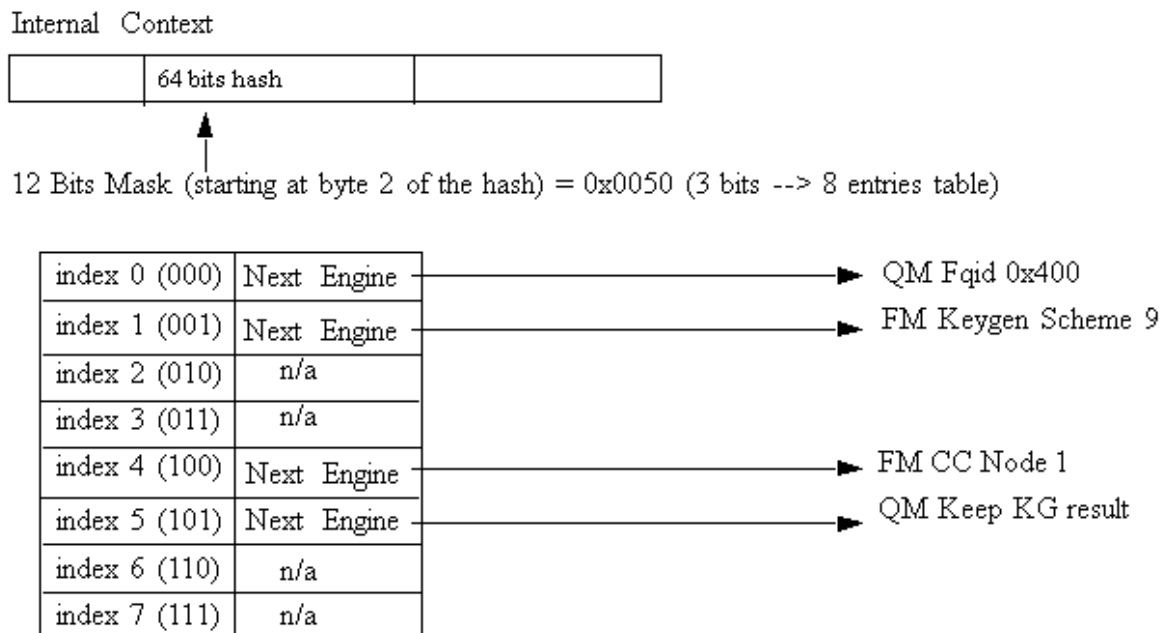 Internal Context
64 bits hash
12 Bits Mask (starting at byte 2 of the hash) = 0x0050 (3 bits --> 8 entries table)
index 0 (000) Next Engine QM Fqid 0x400
index 1 (001) Next Engine FM Keygen Scheme 9
index 2 (010) n/a
index 3 (011) n/a
index 4 (100) Next Engine FM CC Node 1
index 5 (101) Next Engine QM Keep KG result
index 6 (110) n/a
index 7 (111) n/a